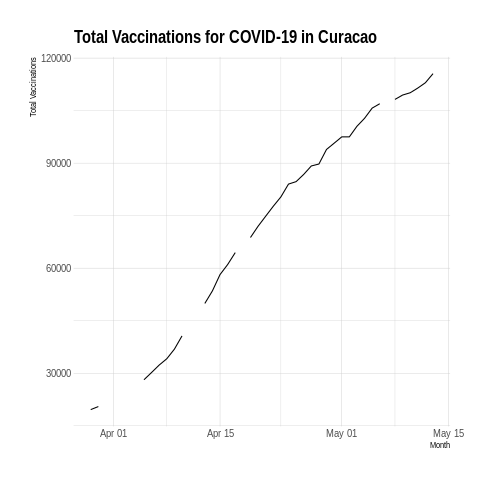 Total Vaccinations for COVID-19 in Curacao
Total Vaccinations
120000
90000
60000
30000
Apr 01
Apr 15
May 01
May 15
Month